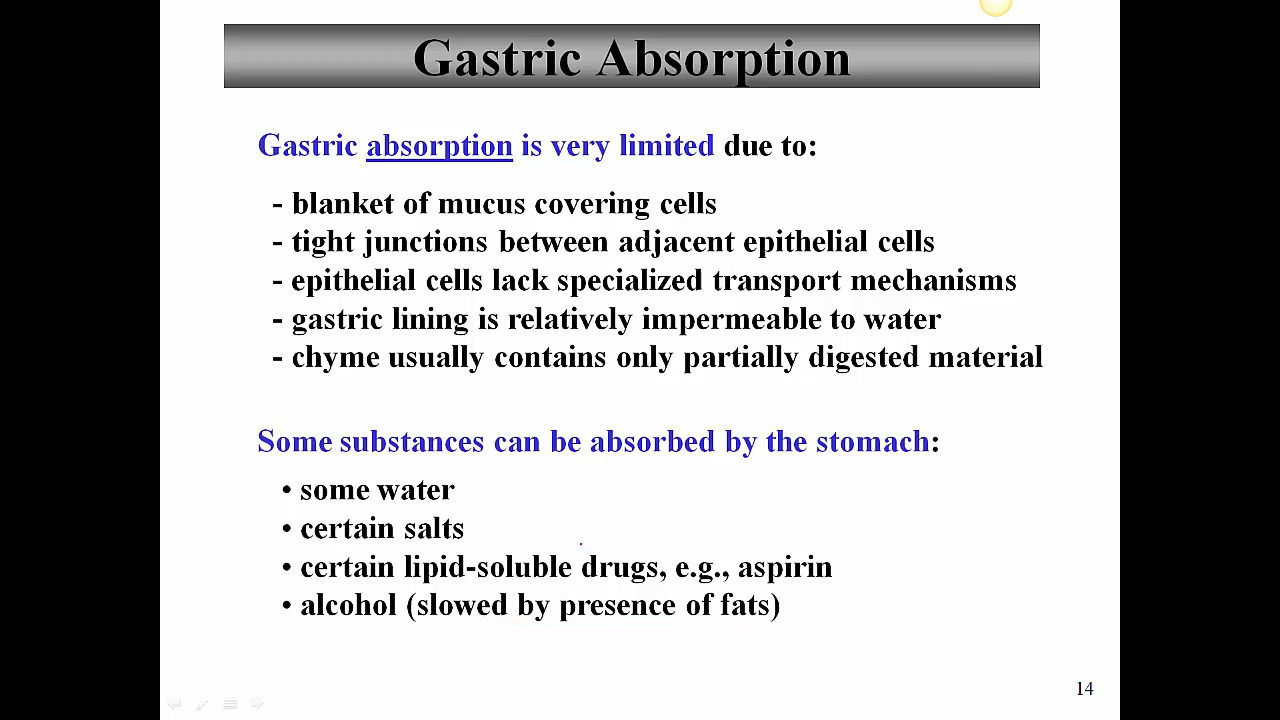 Gastric Absorption
Gastric absorption is very limited due to:
- blanket of mucus covering cells
- tight junctions between adjacent epithelial cells
- epithelial cells lack specialized transport mechanisms
- gastric lining is relatively impermeable to water
- chyme usually contains only partially digested material
Some substances can be absorbed by the stomach:
• some water
• certain salts
• certain lipid-soluble drugs, e.g., aspirin
• alcohol (slowed by presence of fats)
14